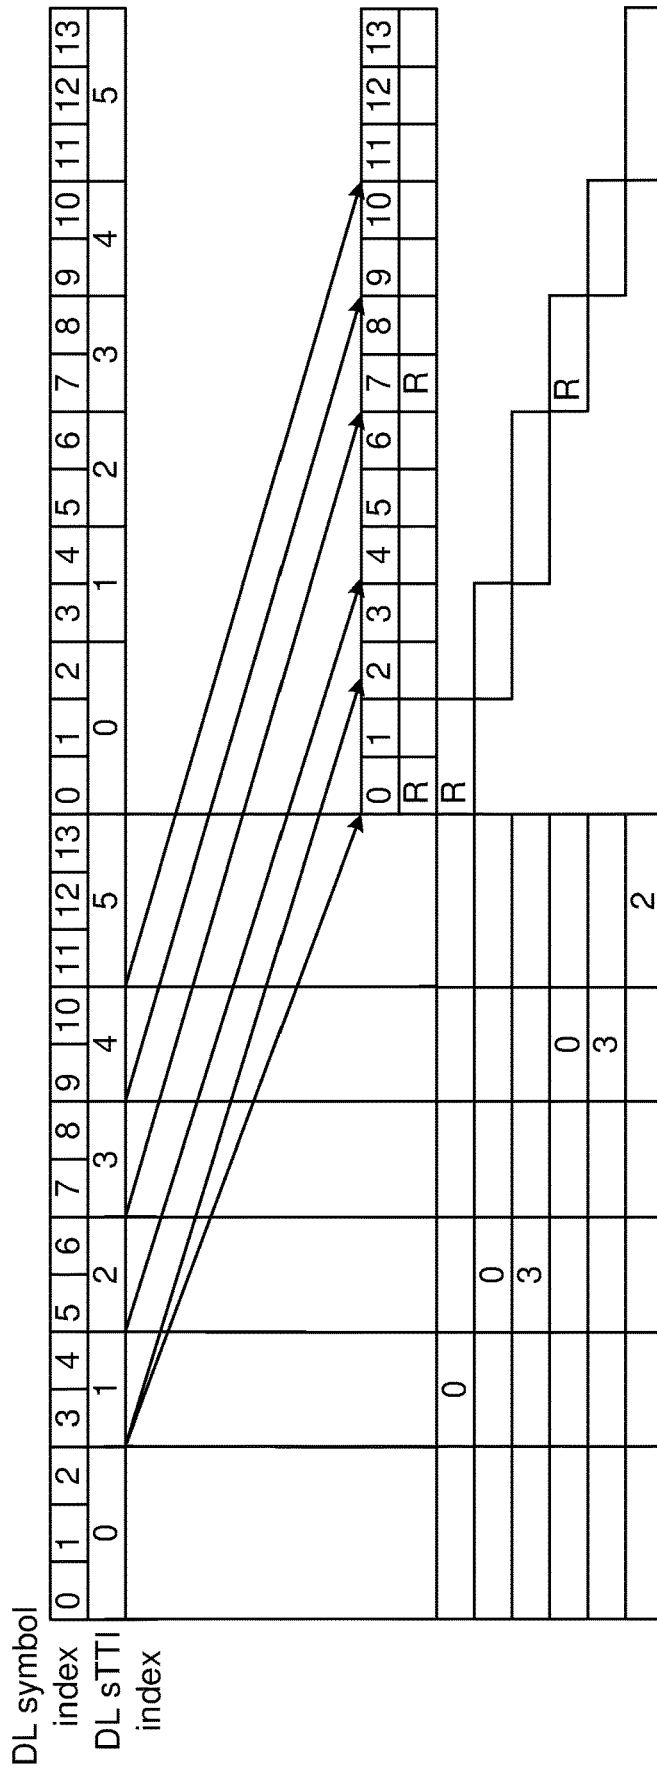 DL symbol index 0 1 2 3 4 5 6 7 8 9 10 11 12 13 0 1 2 3 4 5 6 7 8 9 10 11 12 13
DL sTTI index 0 1 2 3 4 5 0 1 2 3 4 5
0 1 2 3 4 5 6 7 8 9 10 11 12 13
R R
0 R
0
3
0 R
3
2